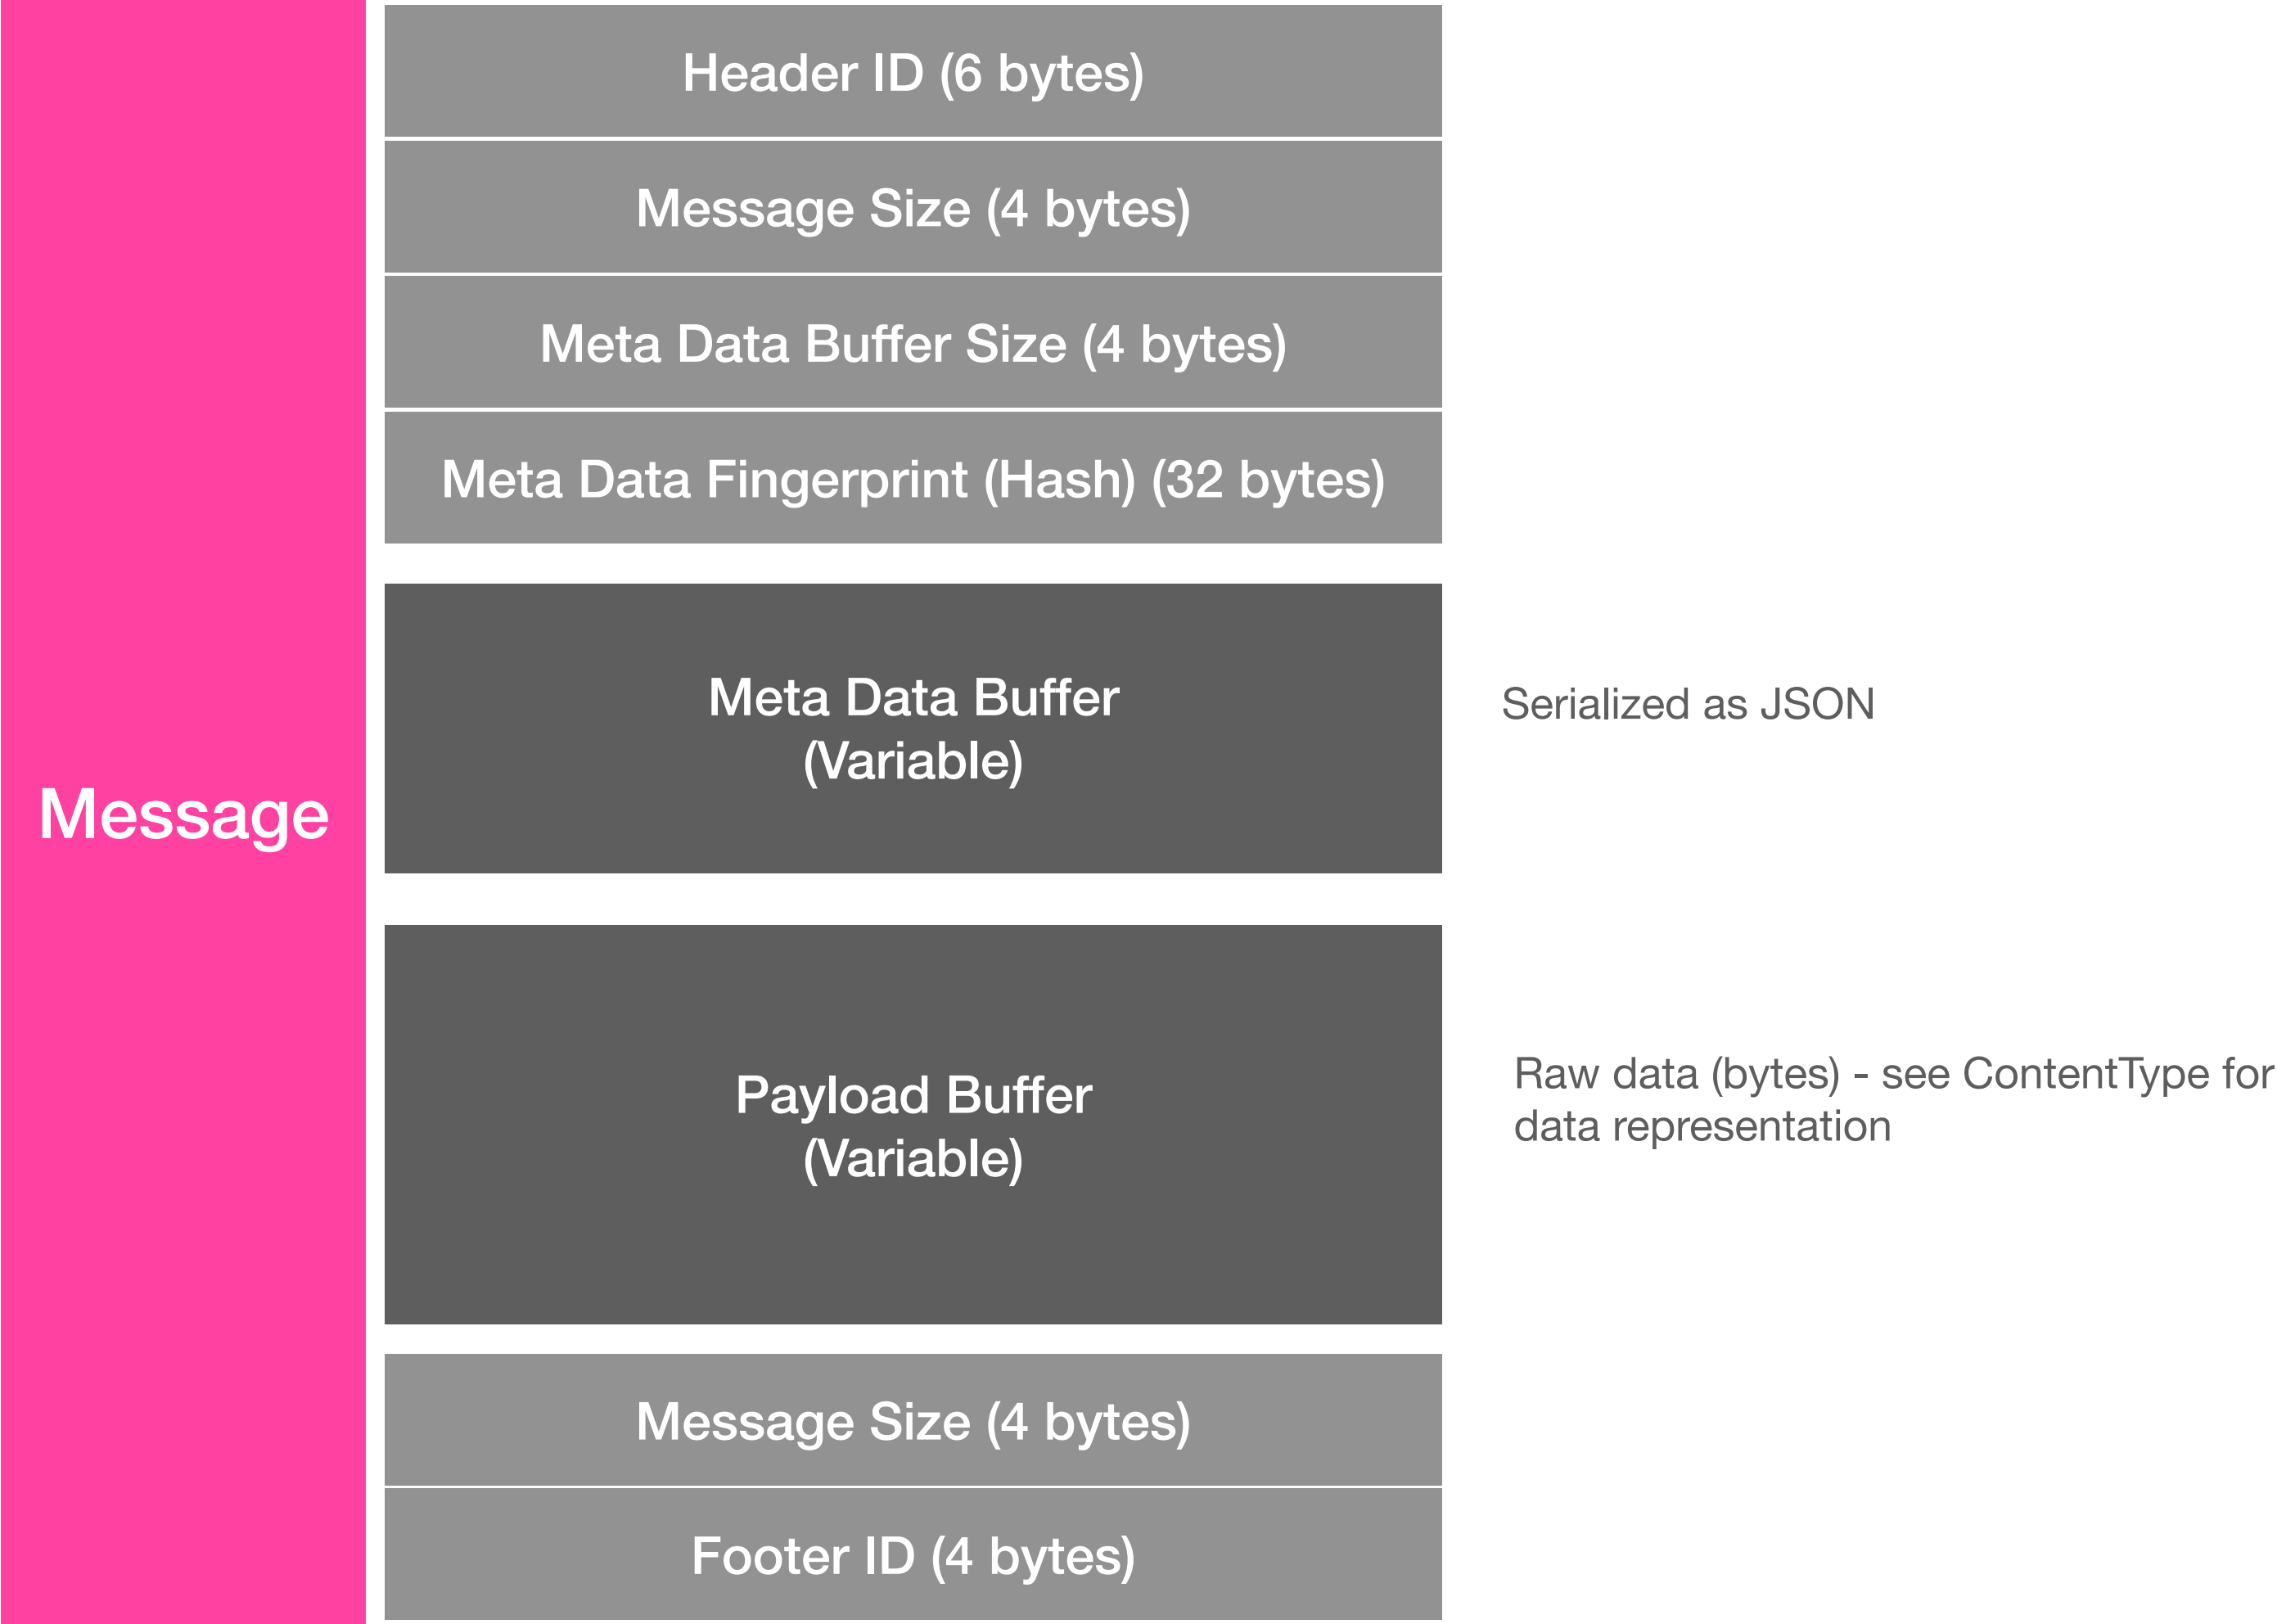 Header ID (6 bytes)
Message Size (4 bytes)
Meta Data Buffer Size (4 bytes)
Meta Data Fingerprint (Hash) (32 bytes)
Meta Data Buffer
(Variable)
Serialized as JSON
Message
Payload Buffer
(Variable)
Raw data (bytes) - see ContentType for
data representation
Message Size (4 bytes)
Footer ID (4 bytes)